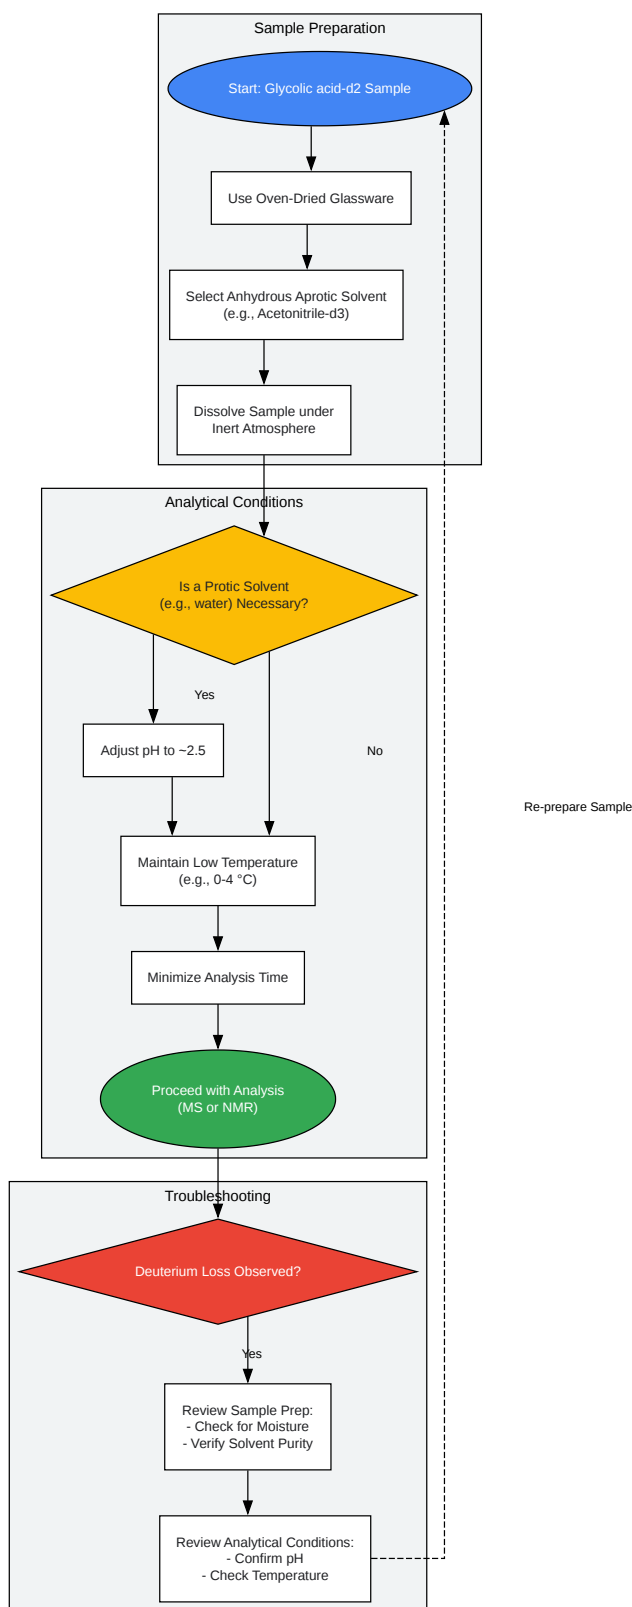 Sample Preparation
Start: Glycolic acid-d2 Sample
Use Oven-Dried Glassware
Select Anhydrous Aprotic Solvent
(e.g., Acetonitrile-d3)
Dissolve Sample under
Inert Atmosphere
Analytical Conditions
Is a Protic Solvent
(e.g., water) Necessary?
Yes
Adjust pH to ~2.5
No
Re-prepare Sample
Maintain Low Temperature
(e.g., 0-4 °C)
Minimize Analysis Time
Proceed with Analysis
(MS or NMR)
Troubleshooting
Deuterium Loss Observed?
Yes
Review Sample Prep:
- Check for Moisture
- Verify Solvent Purity
Review Analytical Conditions:
- Confirm pH
- Check Temperature